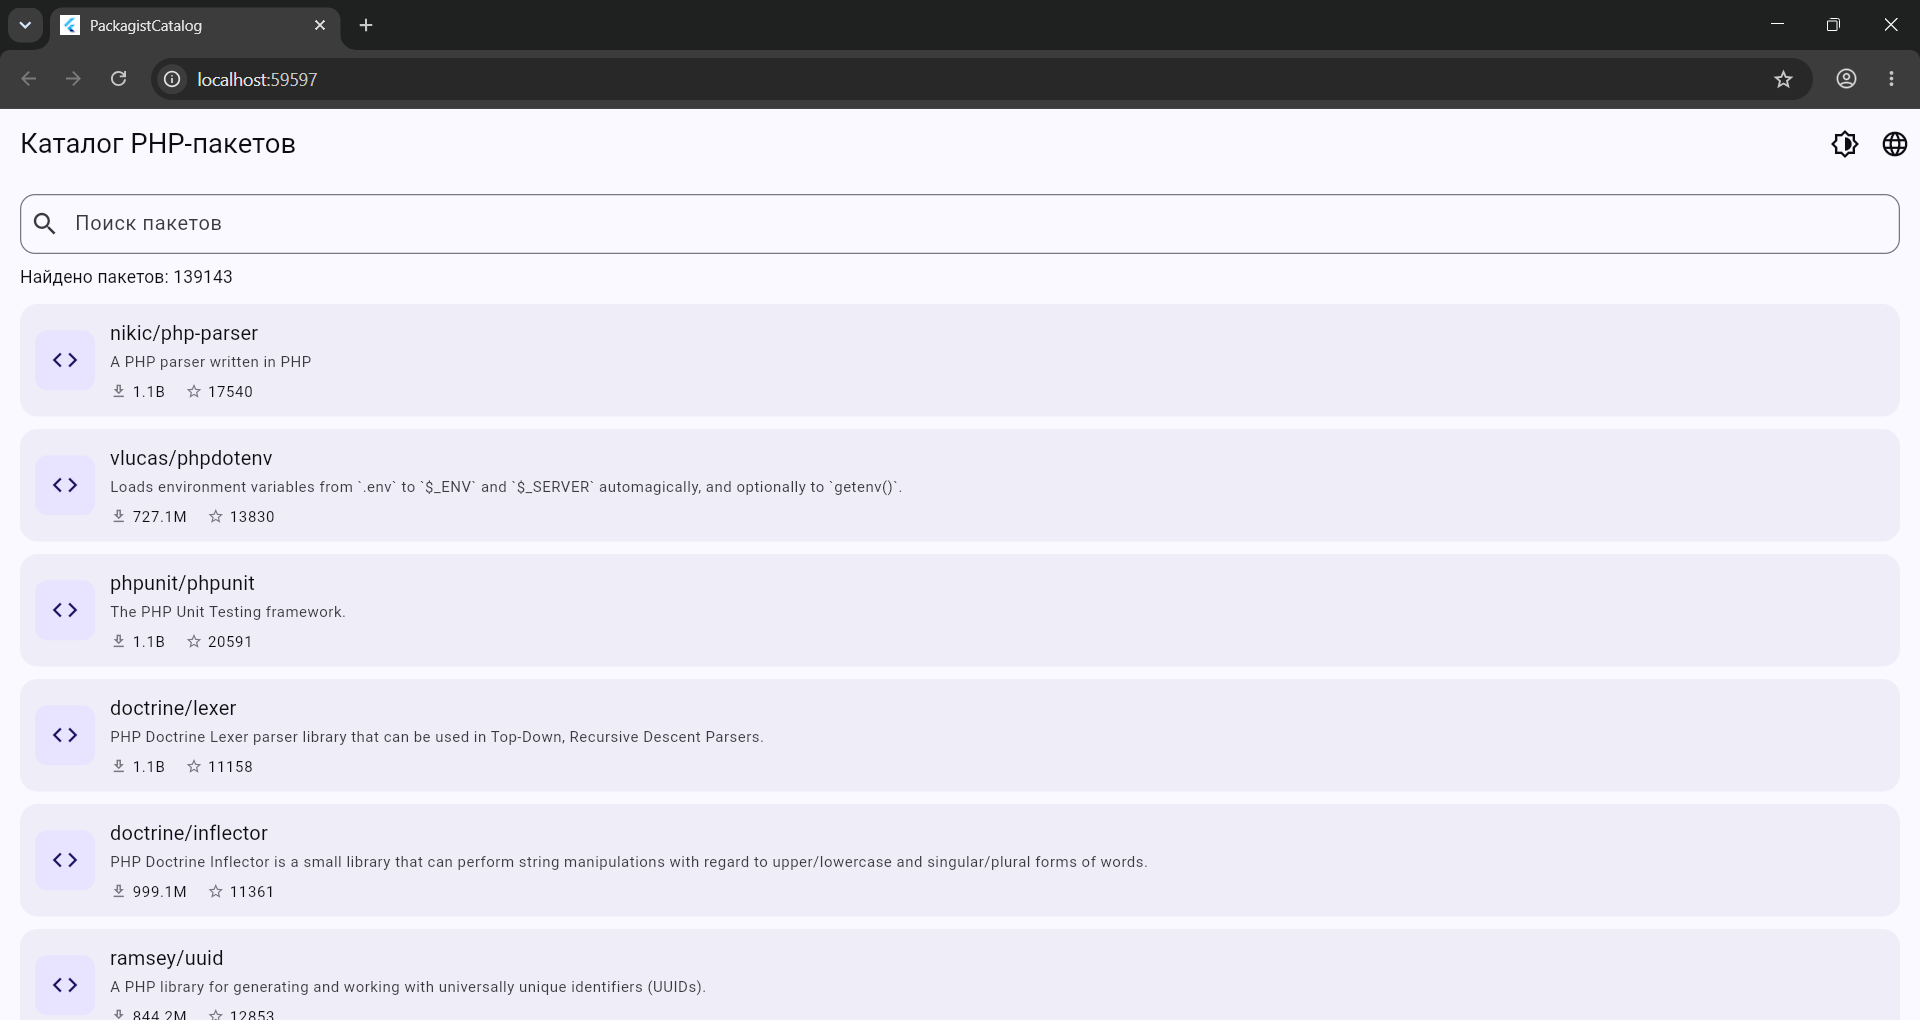 PackagistCatalog
localhost:59597
Каталог PHP-пакетов
Поиск пакетов
Найдено пакетов: 139143
nikic/php-parser
A PHP parser written in PHP
1.1B 17540
vlucas/phpdotenv
Loads environment variables from `.env` to `$_ENV` and `$_SERVER` automagically, and optionally to `getenv()`.
727.1M 13830
phpunit/phpunit
The PHP Unit Testing framework.
1.1B 20591
doctrine/lexer
PHP Doctrine Lexer parser library that can be used in Top-Down, Recursive Descent Parsers.
1.1B 11158
doctrine/inflector
PHP Doctrine Inflector is a small library that can perform string manipulations with regard to upper/lowercase and singular/plural forms of words.
999.1M 11361
ramsey/uuid
A PHP library for generating and working with universally unique identifiers (UUIDs).
844.2M 12853